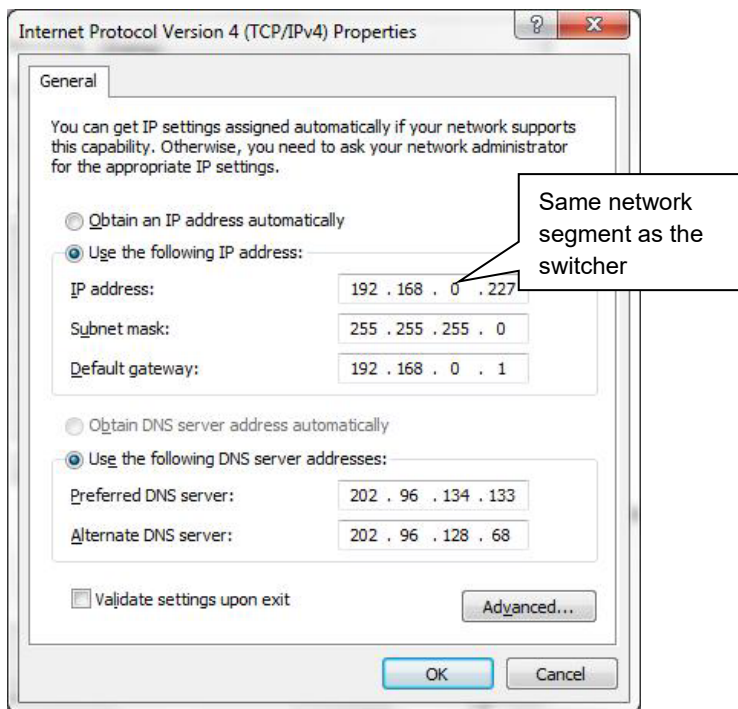 Internet Protocol Version 4 (TCP/IPv4) Properties
General
You can get IP settings assigned automatically if your network supports
this capability. Otherwise, you need to ask your network administrator
for the appropriate IP settings.
Same network
segment as the
switcher
Obtain an IP address automatically
Use the following IP address:
IP address: 192 . 168 . 0 . 227
Subnet mask: 255 . 255 . 255 . 0
Default gateway: 192 . 168 . 0 . 1
Obtain DNS server address automatically
Use the following DNS server addresses:
Preferred DNS server: 202 . 96 . 134 . 133
Alternate DNS server: 202 . 96 . 128 . 68
Validate settings upon exit
Advanced...
OK Cancel